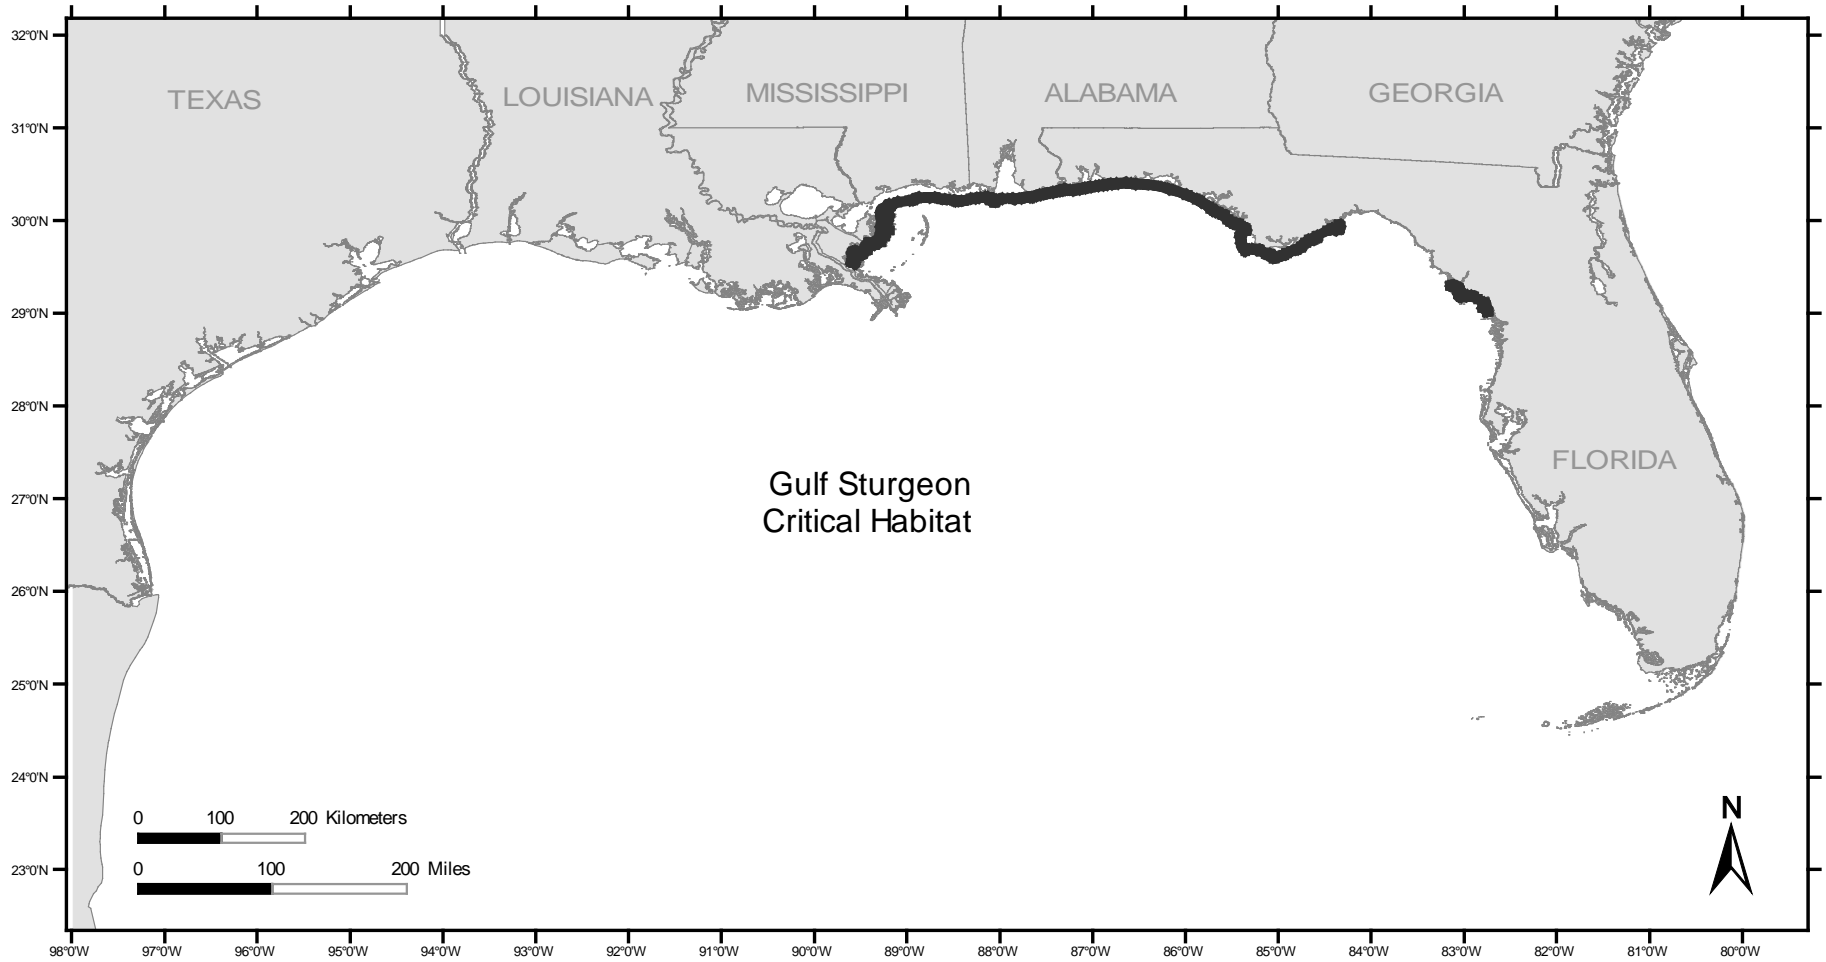 32°0'N
TEXAS
LOUISIANA
MISSISSIPPI
ALABAMA
GEORGIA
31°0'N
30°0'N
29°0'N
28°0'N
FLORIDA
Gulf Sturgeon
Critical Habitat
27°0'N
26°0'N
25°0'N
24°0'N
0 100 200 Kilometers
N
0 100 200 Miles
23°0'N
98°0'W 97°0'W 96°0'W 95°0'W 94°0'W 93°0'W 92°0'W 91°0'W 90°0'W 89°0'W 88°0'W 87°0'W 86°0'W 85°0'W 84°0'W 83°0'W 82°0'W 81°0'W 80°0'W